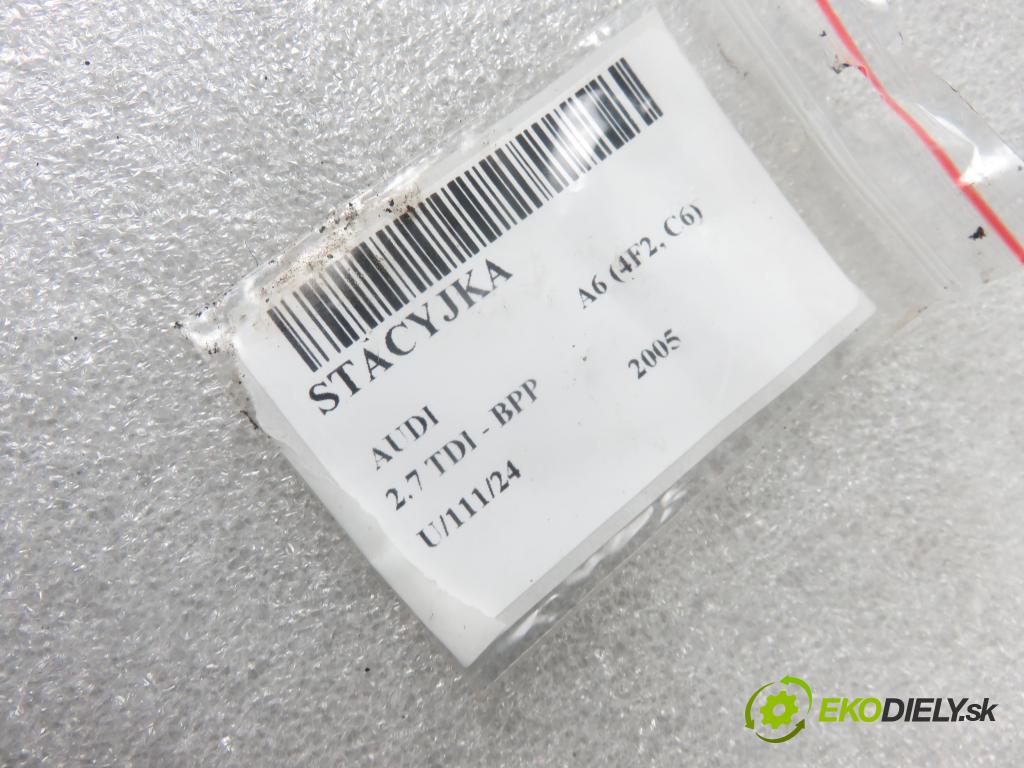 STACYJKA
AUDI A6 (4F2, C6)
2.7 TDI - BPP 2005
U/111/24
EKODIELY.sk